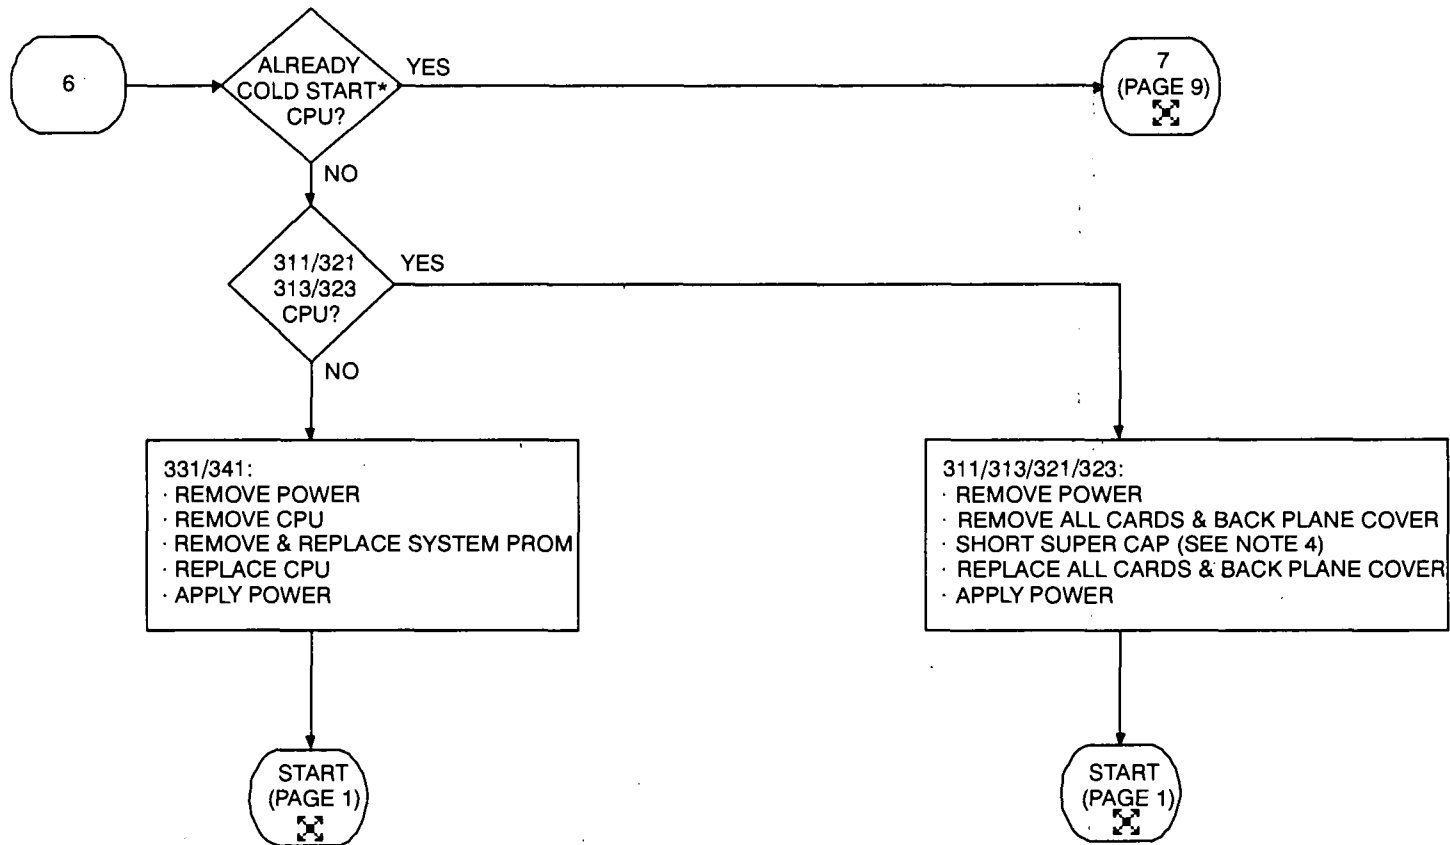 6
ALREADY
COLD START*
CPU?
YES
7
(PAGE 9)
NO
311/321
313/323
CPU?
YES
NO
331/341:
· REMOVE POWER
· REMOVE CPU
· REMOVE & REPLACE SYSTEM PROM
· REPLACE CPU
· APPLY POWER
311/313/321/323:
· REMOVE POWER
· REMOVE ALL CARDS & BACK PLANE COVER
· SHORT SUPER CAP (SEE NOTE 4)
· REPLACE ALL CARDS & BACK PLANE COVER
· APPLY POWER
START
(PAGE 1)
START
(PAGE 1)